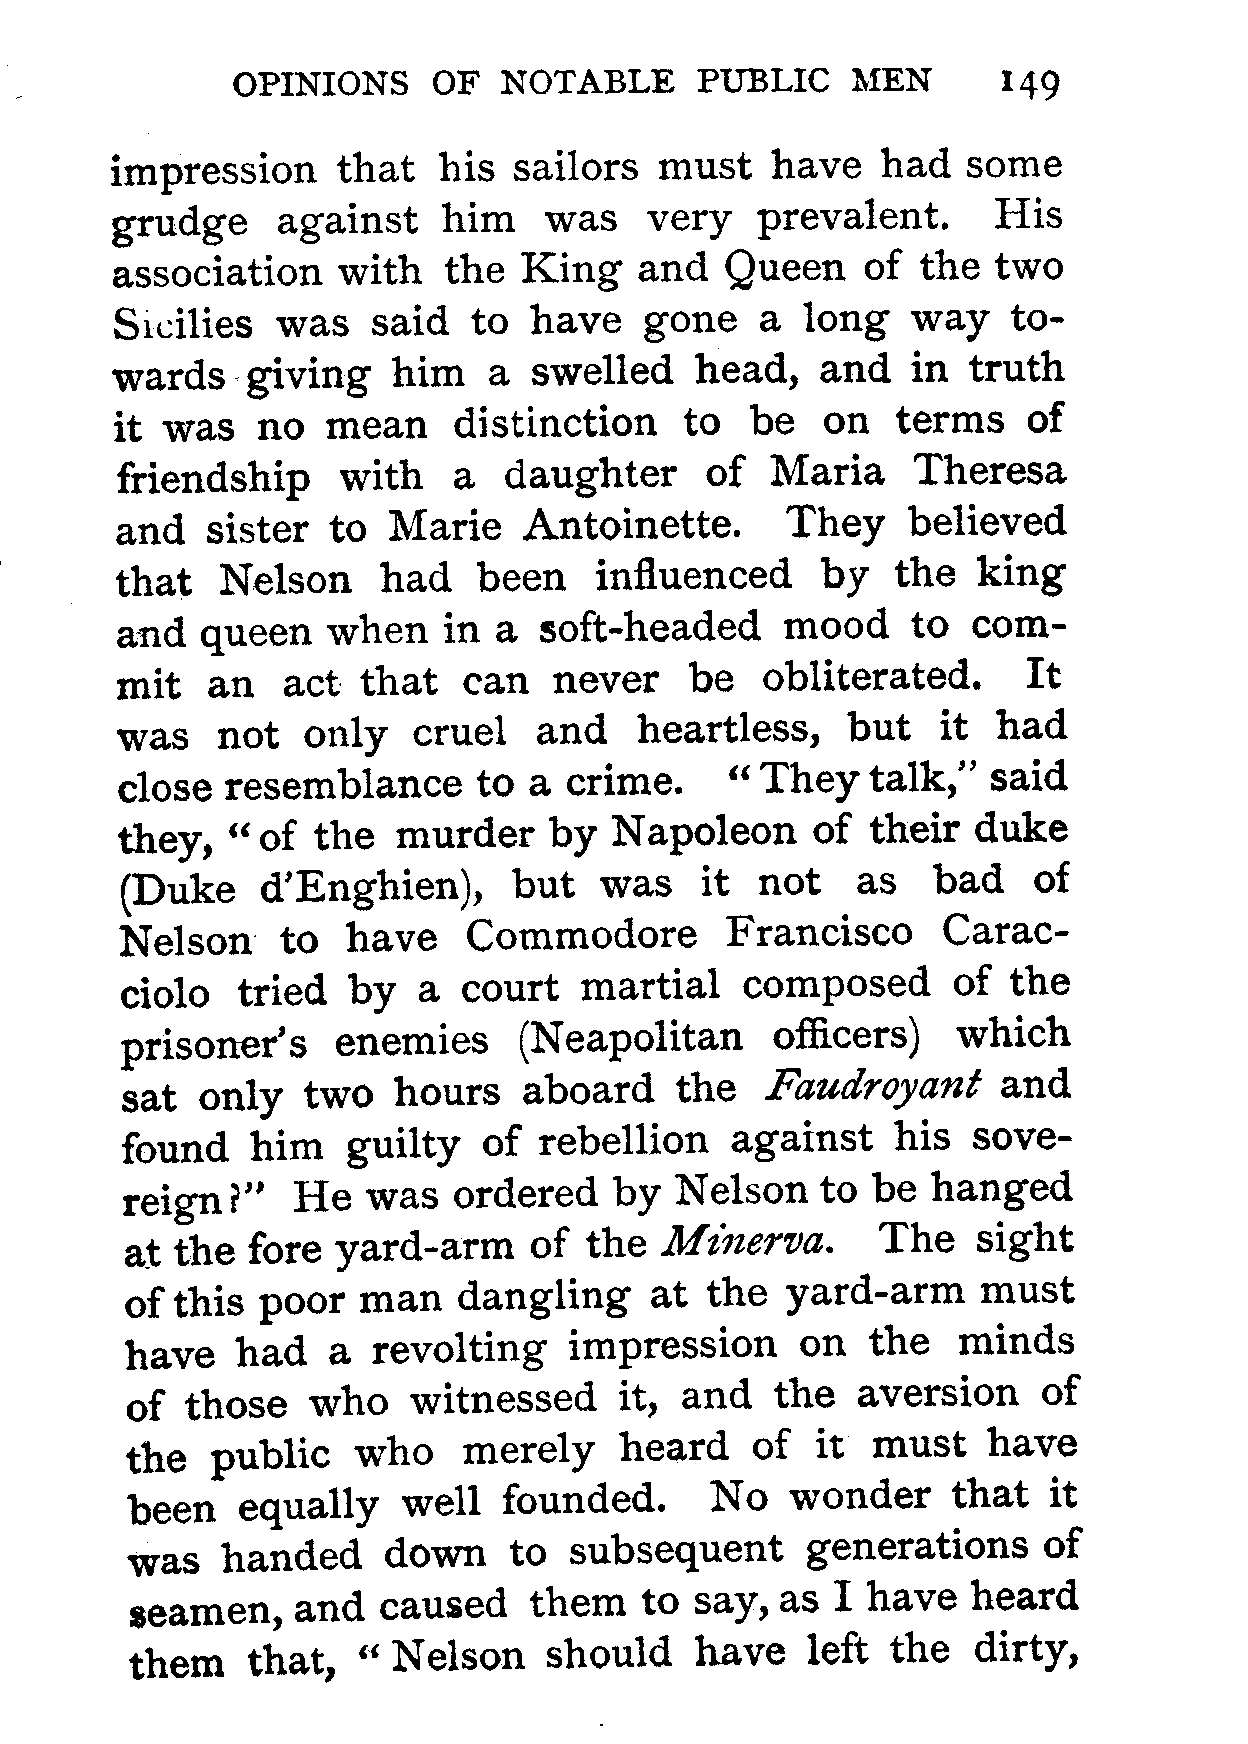 OPINIONS OF NOTABLE PUBLIC MEN 149
impression that his sailors must have had some
grudge against him was very prevalent. His
association with the King and Queen of the two
Sicilies was said to have gone a long way to-
wards giving him a swelled head, and in truth
it was no mean distinction to be on terms of
friendship with a daughter of Maria Theresa
and sister to Marie Antoinette. They believed
that Nelson had been influenced by the king
and queen when in a soft-headed mood to com-
mit an act that can never be obliterated. It
was not only cruel and heartless, but it had
close resemblance to a crime. “ They talk,” said
they, “ of the murder by Napoleon of their duke
(Duke d’Enghien), but was it not as bad of
Nelson to have Commodore Francisco Carac-
ciolo tried by a court martial composed of the
prisoner’s enemies (Neapolitan officers) which
sat only two hours aboard the Faudroyant and
found him guilty of rebellion against his sove-
reign?” He was ordered by Nelson to be hanged
at the fore yard-arm of the Minerva. The sight
of this poor man dangling at the yard-arm must
have had a revolting impression on the minds
of those who witnessed it, and the aversion of
the public who merely heard of it must have
been equally well founded. No wonder that it
was handed down to subsequent generations of
seamen, and caused them to say, as I have heard
them that, “ Nelson should have left the dirty,